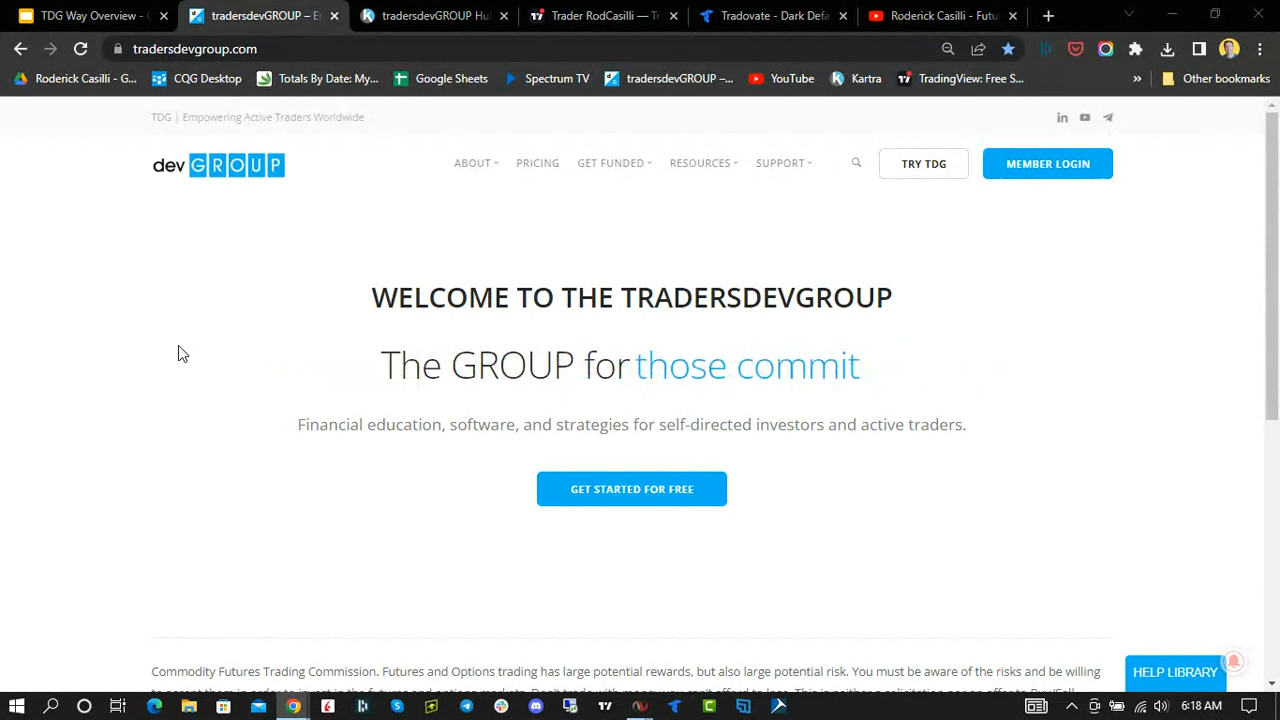 TDG Way Overview -
tradersdevGROUP – E
tradersdevGROUP Hu
Trader RodCasilli — T
Tradovate - Dark Defa
Roderick Casilli - Futu
tradersdevgroup.com
Roderick Casilli - G...
CQG Desktop
Totals By Date: My...
Google Sheets
Spectrum TV
tradersdevGROUP –...
YouTube
Kartra
TradingView: Free S...
Other bookmarks
TDG | Empowering Active Traders Worldwide
dev GROUP
ABOUT
PRICING
GET FUNDED
RESOURCES
SUPPORT
TRY TDG
MEMBER LOGIN
WELCOME TO THE TRADERSDEVGROUP
The GROUP for those commit
Financial education, software, and strategies for self-directed investors and active traders.
GET STARTED FOR FREE
Commodity Futures Trading Commission. Futures and Options trading has large potential rewards, but also large potential risk. You must be aware of the risks and be willing
HELP LIBRARY
6:18 AM